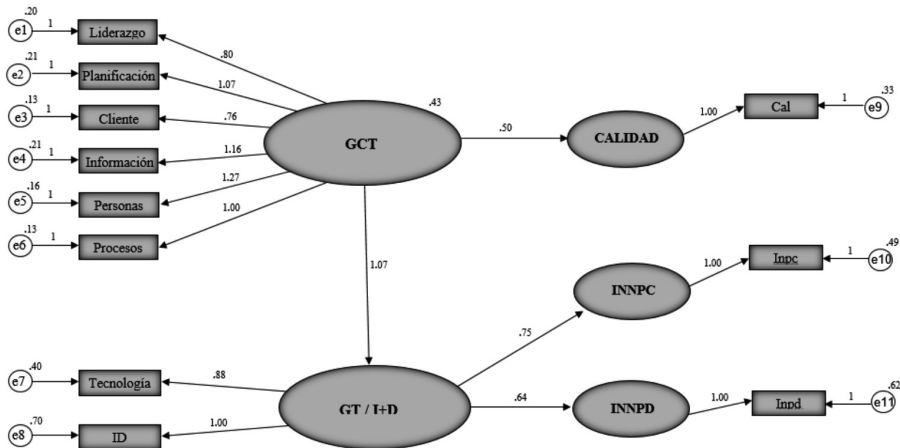 .20
e1 1 Liderazgo
.80
.21
e2 1 Planificación
1.07
.13
e3 1 Cliente
.76
.21
e4 1 Información
1.16
.16
e5 1 Personas
1.27
.13
e6 1 Procesos
1.00
GCT
.43
.50
CALIDAD
1.00
Cal
1
.33
e9
1.07
INNPC
1.00
Inpc
1
.49
e10
.75
.40
e7 Tecnología
.88
.70
e8 ID
1.00
GT / I+D
.64
INNPD
1.00
Inpd
1
.62
e11